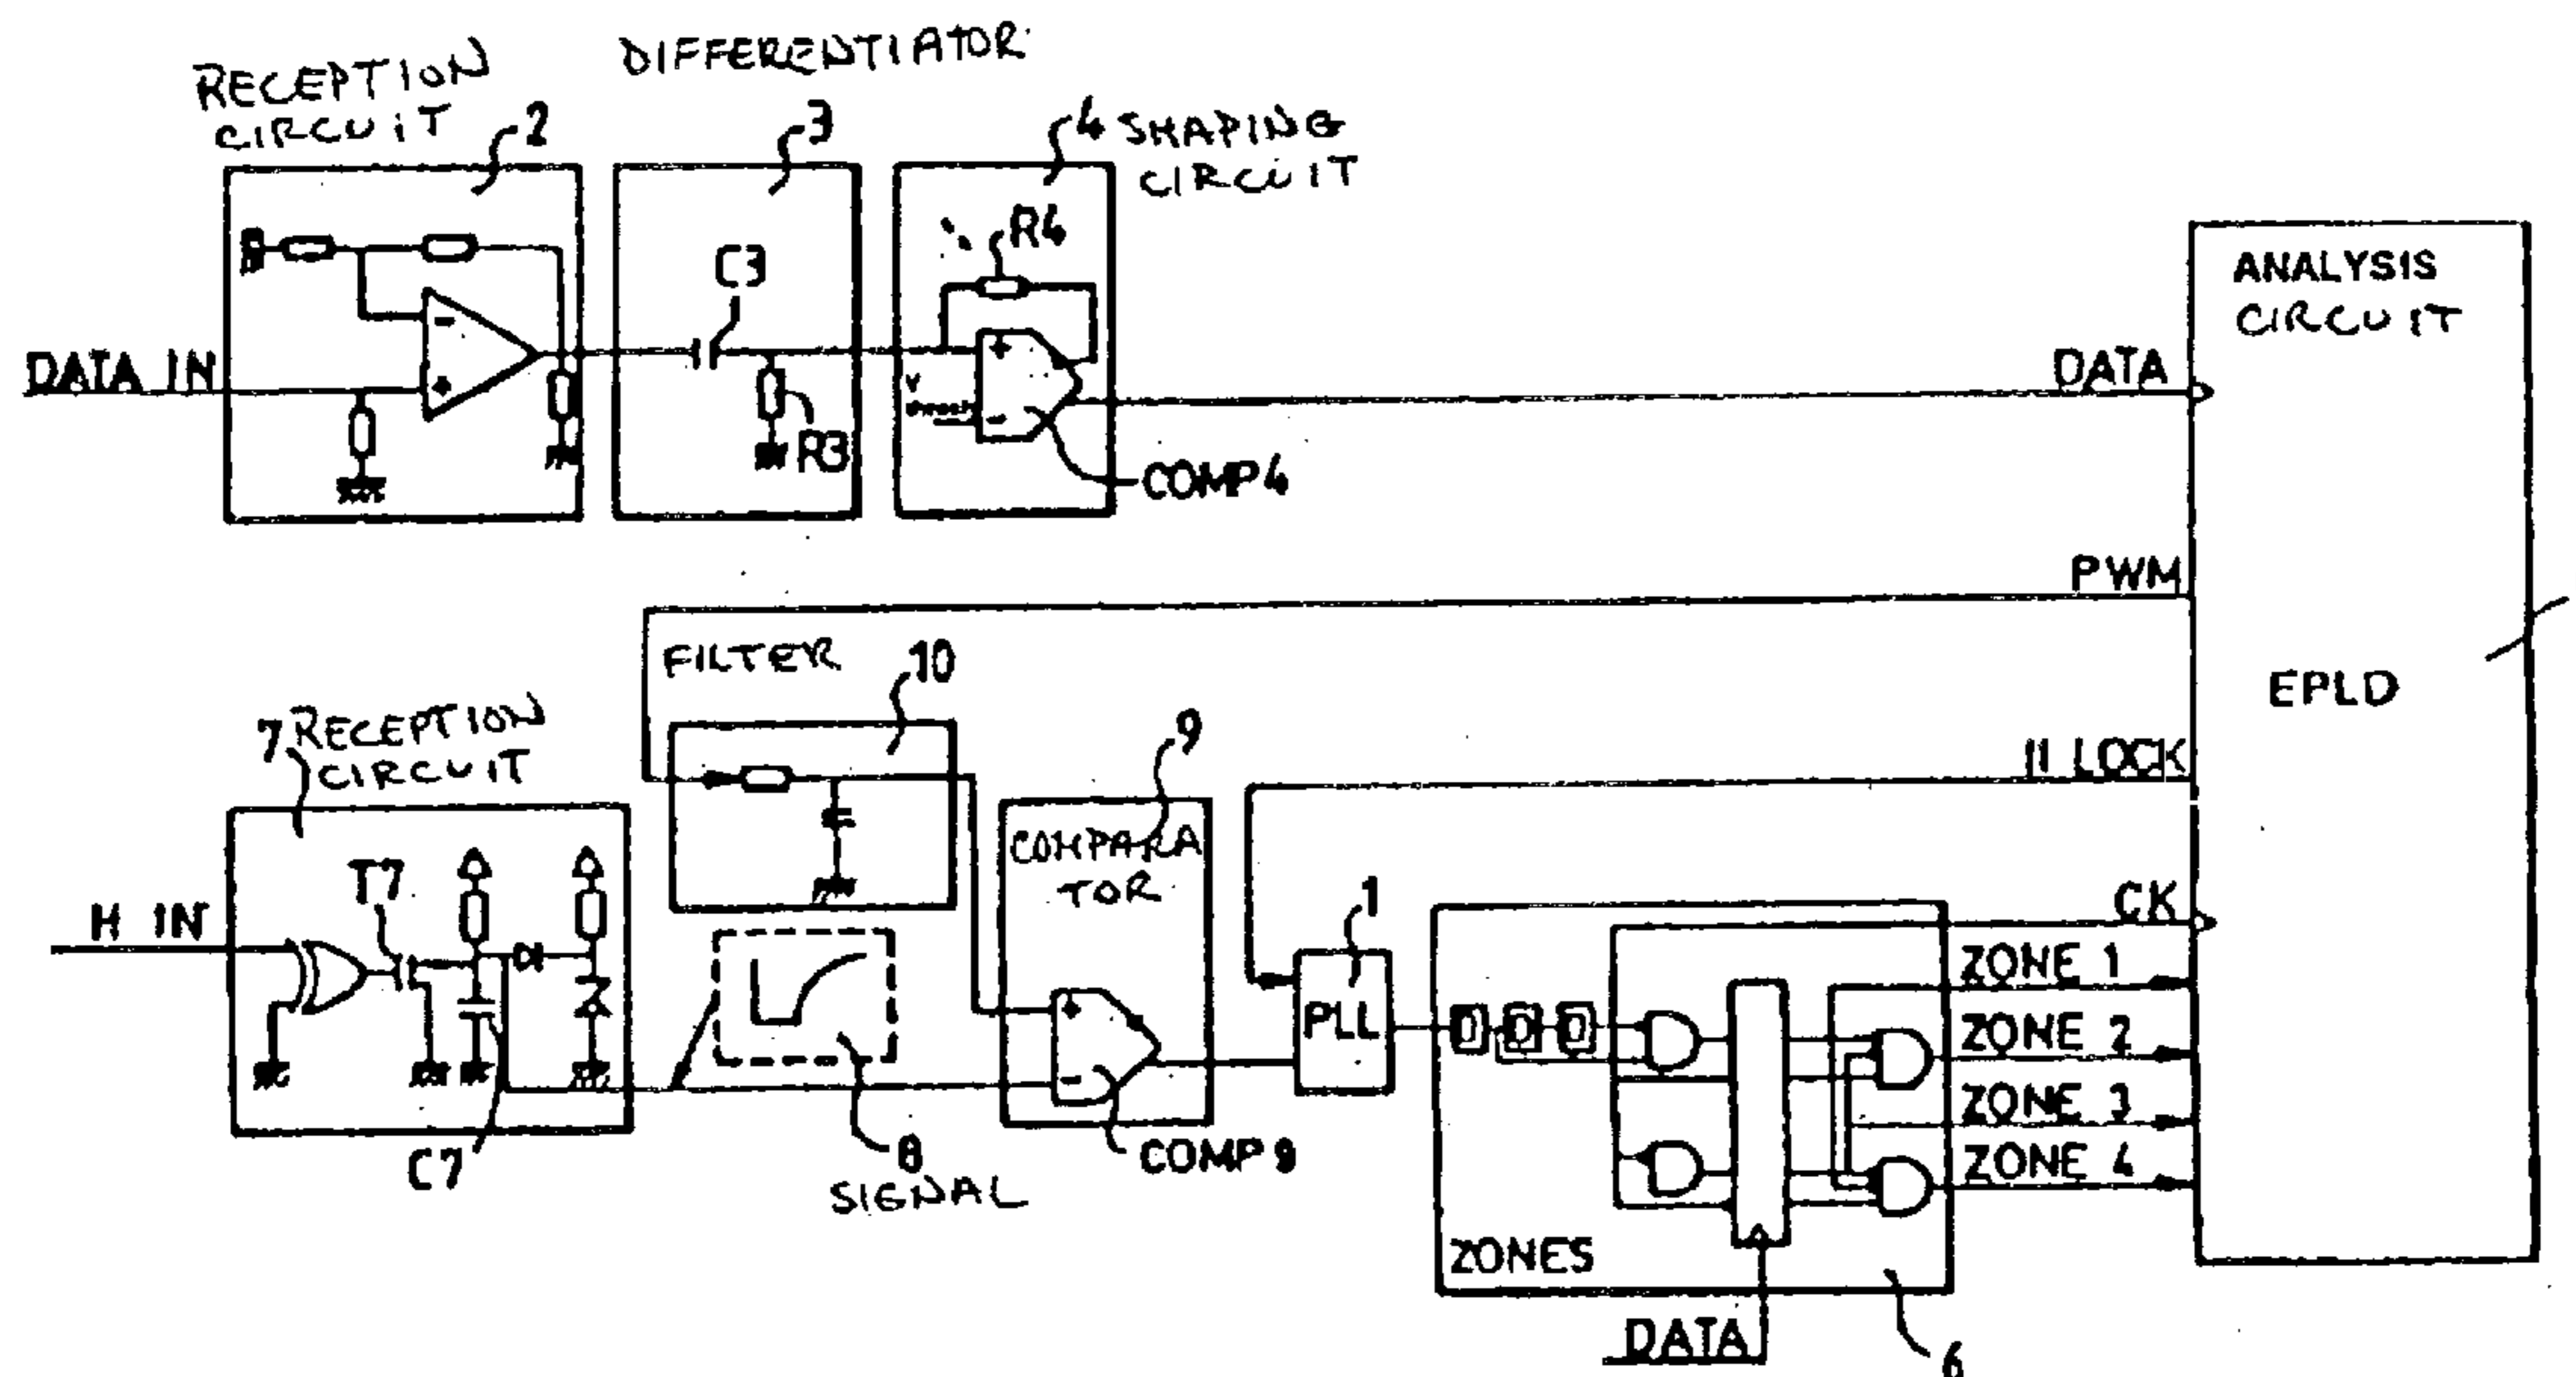 RECEPTION
CIRCUIT
2
DIFFERENTIATOR
3
4 SHAPING
CIRCUIT
R4
C3
DATA IN
+
-
R3
V
+
-
COMP4
DATA
ANALYSIS
CIRCUIT
PWM
EPLD
FILTER
10
7 RECEPTION
CIRCUIT
9
COMPARA
TOR
LOCK
H IN
T7
C7
8
SIGNAL
+
-
COMP 9
1
PLL
CK
ZONE 1
ZONE 2
ZONE 3
ZONE 4
ZONES
DATA
6